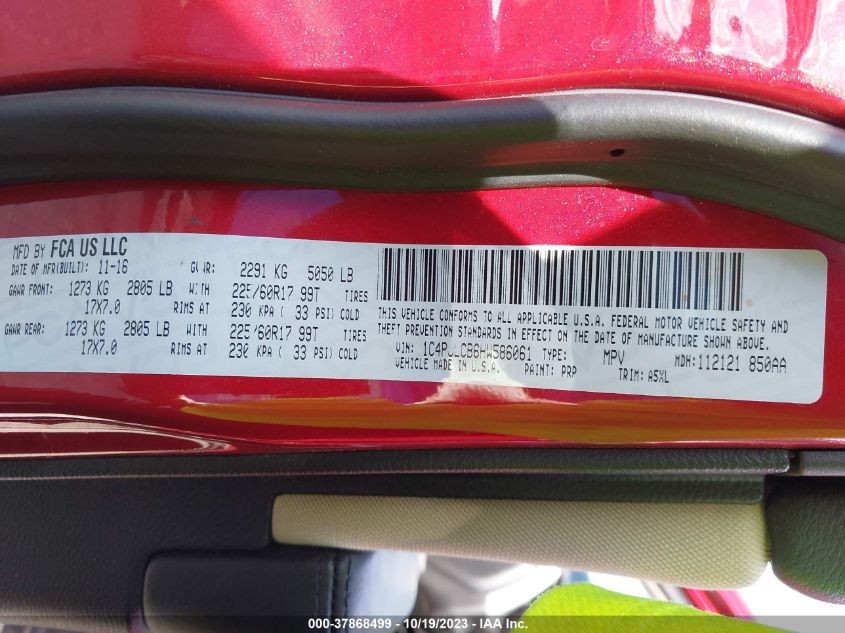 MFD BY FCA US LLC
DATE OF MFR(BUILT): 11-16 GVWR: 2291 KG 5050 LB
GAWR FRONT: 1273 KG 2805 LB WITH 225/60R17 99T TIRES
17X7.0 RIMS AT 230 KPA ( 33 PSI) COLD
GAWR REAR: 1273 KG 2805 LB WITH 225/60R17 99T TIRES
17X7.0 RIMS AT 230 KPA ( 33 PSI) COLD
THIS VEHICLE CONFORMS TO ALL APPLICABLE U.S.A. FEDERAL MOTOR VEHICLE SAFETY AND
THEFT PREVENTION STANDARDS IN EFFECT ON THE DATE OF MANUFACTURE SHOWN ABOVE.
VIN: 1C4PJLCB6HW586061 TYPE: MPV MDH:112121 850AA
VEHICLE MADE IN U.S.A. PAINT: PRP TRIM: A5XL
000-37868499 - 10/19/2023 - IAA Inc.